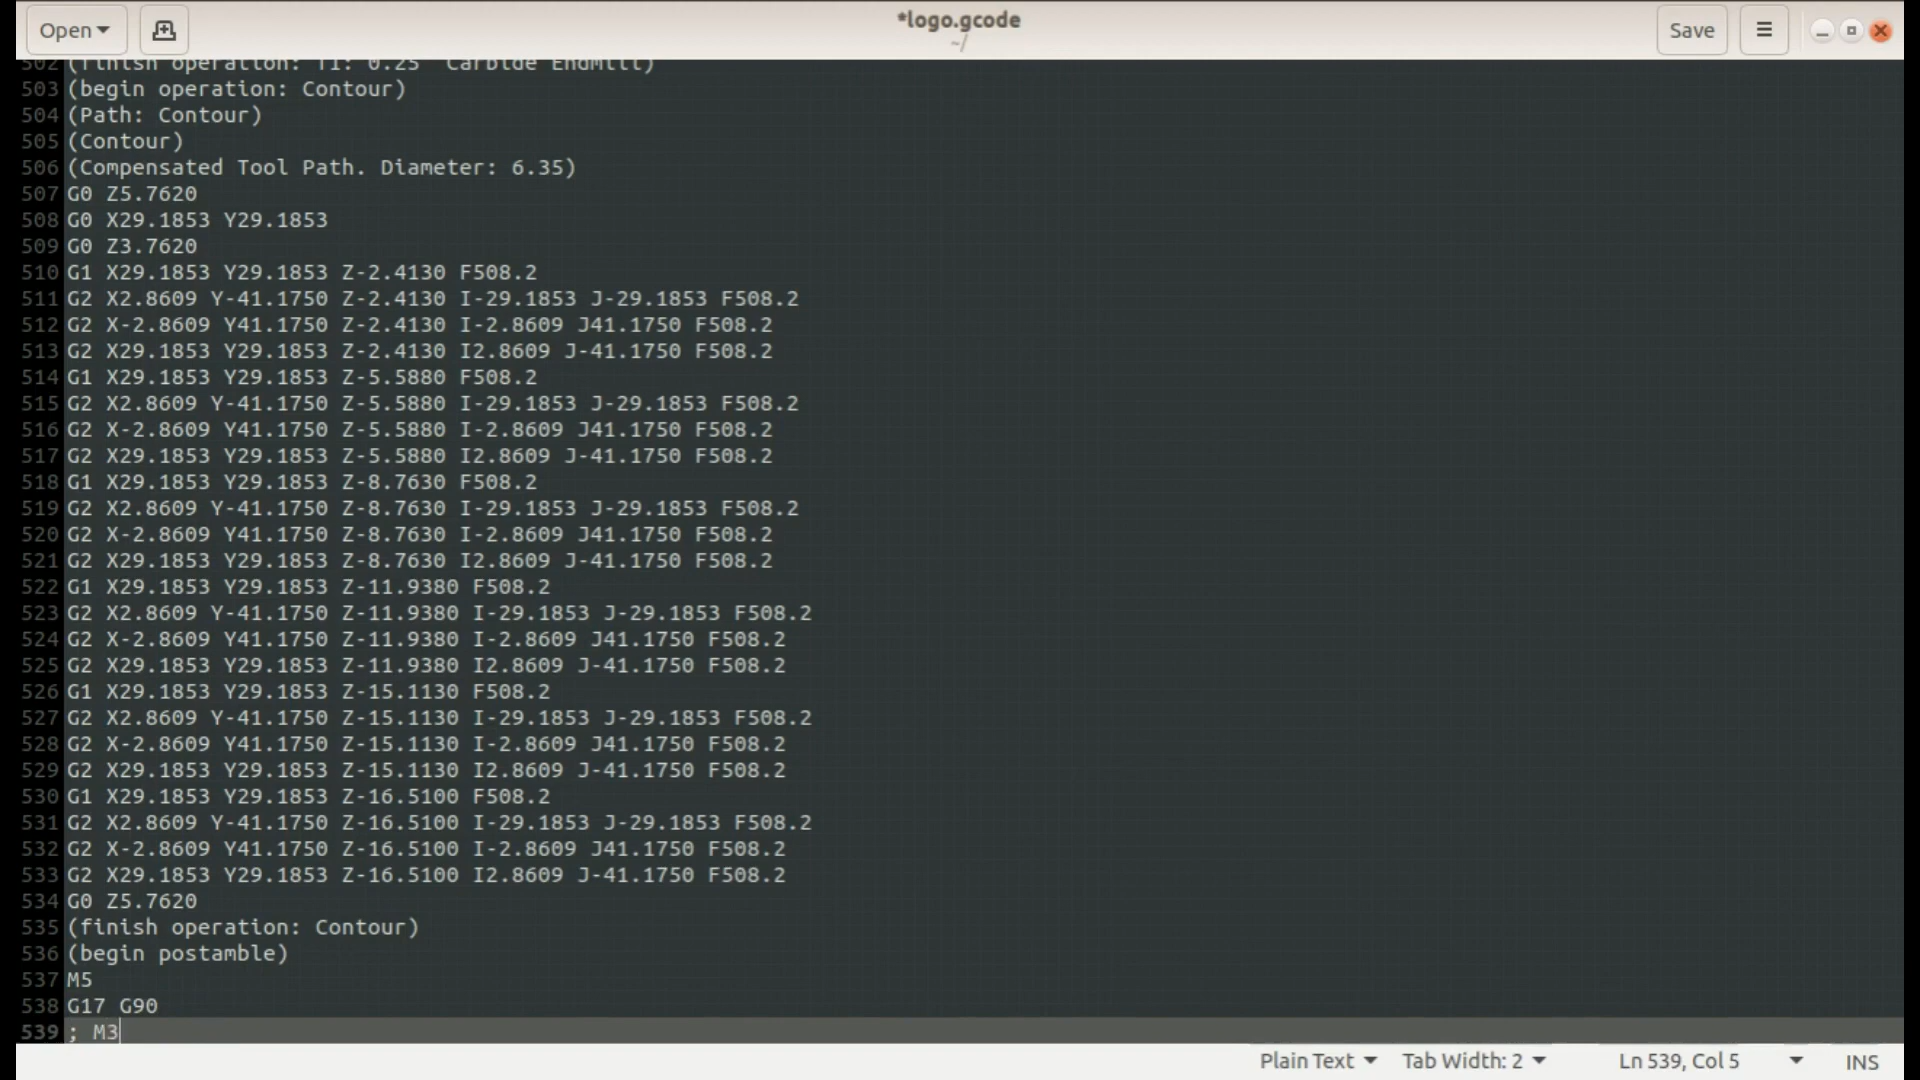 Open
*logo.gcode
~/
Save
502 (finish operation: T1: 0.25" Carbide Endmill)
503 (begin operation: Contour)
504 (Path: Contour)
505 (Contour)
506 (Compensated Tool Path. Diameter: 6.35)
507 G0 Z5.7620
508 G0 X29.1853 Y29.1853
509 G0 Z3.7620
510 G1 X29.1853 Y29.1853 Z-2.4130 F508.2
511 G2 X2.8609 Y-41.1750 Z-2.4130 I-29.1853 J-29.1853 F508.2
512 G2 X-2.8609 Y41.1750 Z-2.4130 I-2.8609 J41.1750 F508.2
513 G2 X29.1853 Y29.1853 Z-2.4130 I2.8609 J-41.1750 F508.2
514 G1 X29.1853 Y29.1853 Z-5.5880 F508.2
515 G2 X2.8609 Y-41.1750 Z-5.5880 I-29.1853 J-29.1853 F508.2
516 G2 X-2.8609 Y41.1750 Z-5.5880 I-2.8609 J41.1750 F508.2
517 G2 X29.1853 Y29.1853 Z-5.5880 I2.8609 J-41.1750 F508.2
518 G1 X29.1853 Y29.1853 Z-8.7630 F508.2
519 G2 X2.8609 Y-41.1750 Z-8.7630 I-29.1853 J-29.1853 F508.2
520 G2 X-2.8609 Y41.1750 Z-8.7630 I-2.8609 J41.1750 F508.2
521 G2 X29.1853 Y29.1853 Z-8.7630 I2.8609 J-41.1750 F508.2
522 G1 X29.1853 Y29.1853 Z-11.9380 F508.2
523 G2 X2.8609 Y-41.1750 Z-11.9380 I-29.1853 J-29.1853 F508.2
524 G2 X-2.8609 Y41.1750 Z-11.9380 I-2.8609 J41.1750 F508.2
525 G2 X29.1853 Y29.1853 Z-11.9380 I2.8609 J-41.1750 F508.2
526 G1 X29.1853 Y29.1853 Z-15.1130 F508.2
527 G2 X2.8609 Y-41.1750 Z-15.1130 I-29.1853 J-29.1853 F508.2
528 G2 X-2.8609 Y41.1750 Z-15.1130 I-2.8609 J41.1750 F508.2
529 G2 X29.1853 Y29.1853 Z-15.1130 I2.8609 J-41.1750 F508.2
530 G1 X29.1853 Y29.1853 Z-16.5100 F508.2
531 G2 X2.8609 Y-41.1750 Z-16.5100 I-29.1853 J-29.1853 F508.2
532 G2 X-2.8609 Y41.1750 Z-16.5100 I-2.8609 J41.1750 F508.2
533 G2 X29.1853 Y29.1853 Z-16.5100 I2.8609 J-41.1750 F508.2
534 G0 Z5.7620
535 (finish operation: Contour)
536 (begin postamble)
537 M5
538 G17 G90
539 ; M3
Plain Text
Tab Width: 2
Ln 539, Col 5
INS